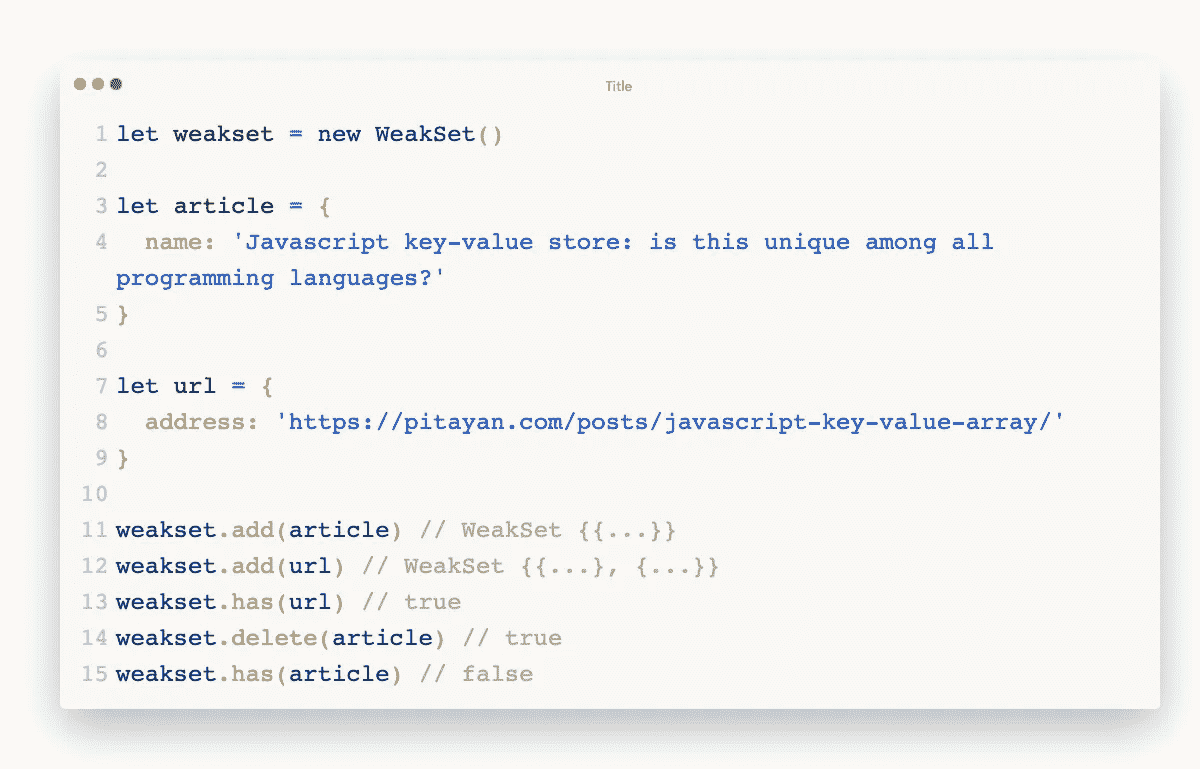 Title
1 let weakset = new WeakSet()
2
3 let article = {
4   name: 'Javascript key-value store: is this unique among all
programming languages?'
5 }
6
7 let url = {
8   address: 'https://pitayan.com/posts/javascript-key-value-array/'
9 }
10
11 weakset.add(article) // WeakSet {{...}}
12 weakset.add(url) // WeakSet {{...}, {...}}
13 weakset.has(url) // true
14 weakset.delete(article) // true
15 weakset.has(article) // false